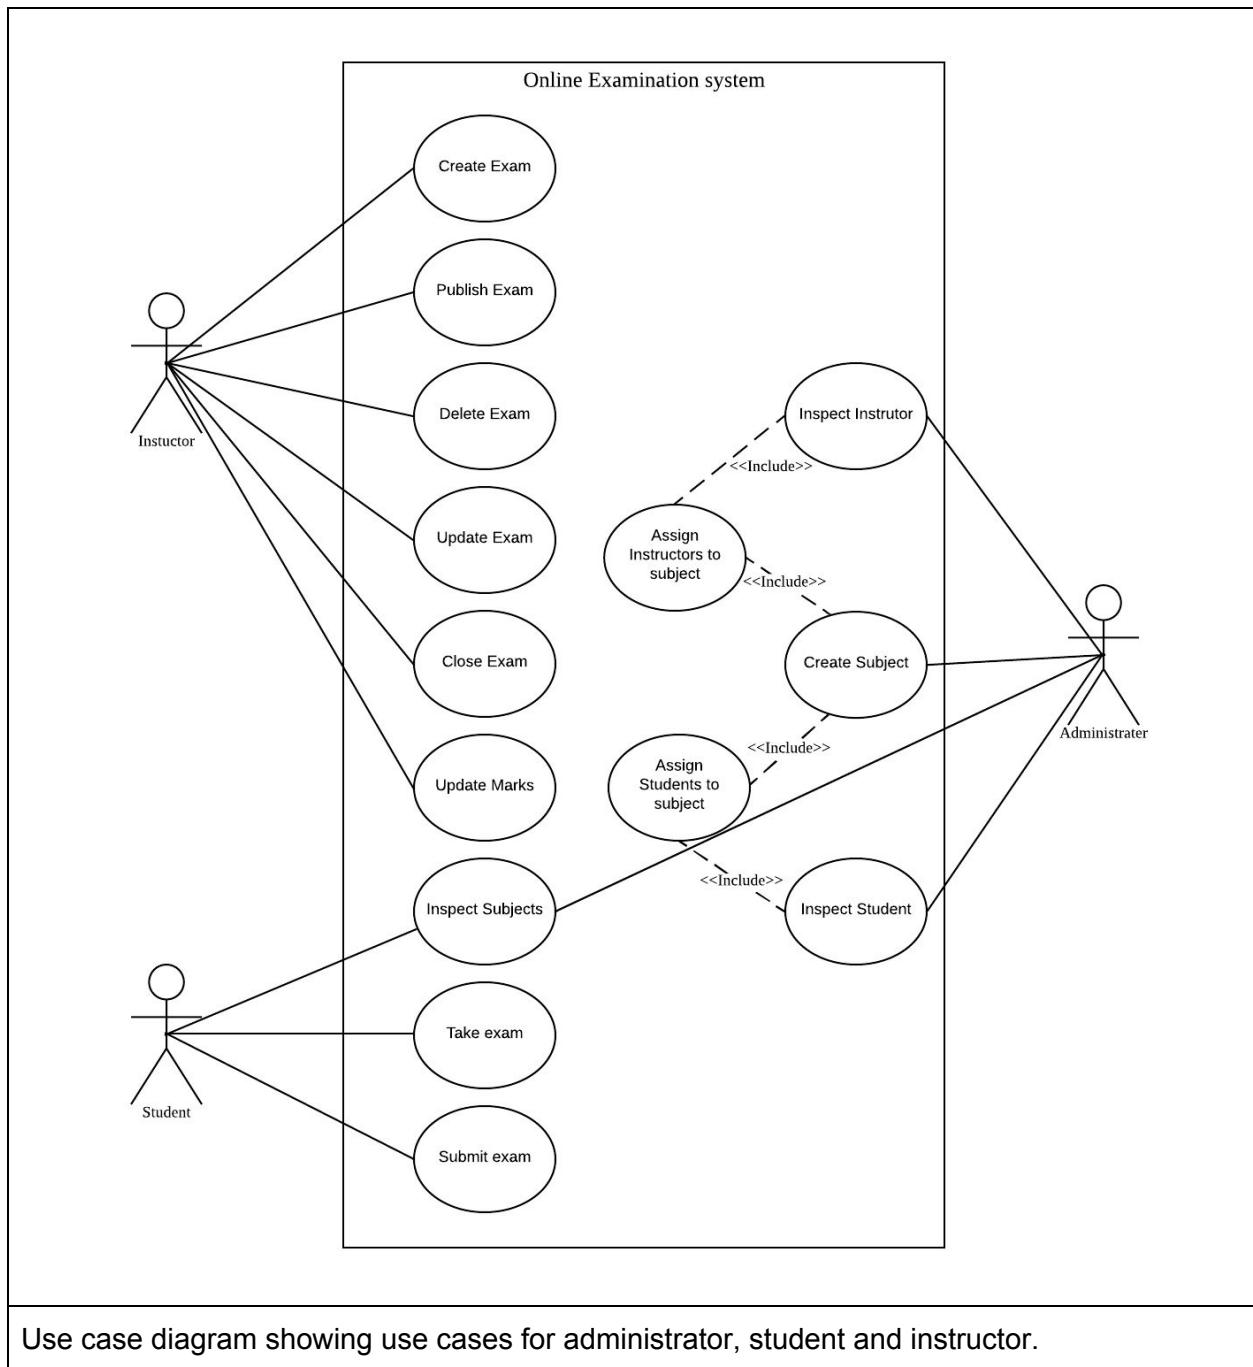 Online Examination system
Create Exam
Publish Exam
Delete Exam
Inspect Instrutor
Instuctor
<<Include>>
Update Exam
Assign
Instructors to
subject
<<Include>>
Close Exam
Create Subject
Administrater
<<Include>>
Update Marks
Assign
Students to
subject
<<Include>>
Inspect Subjects
Inspect Student
Take exam
Student
Submit exam
Use case diagram showing use cases for administrator, student and instructor.